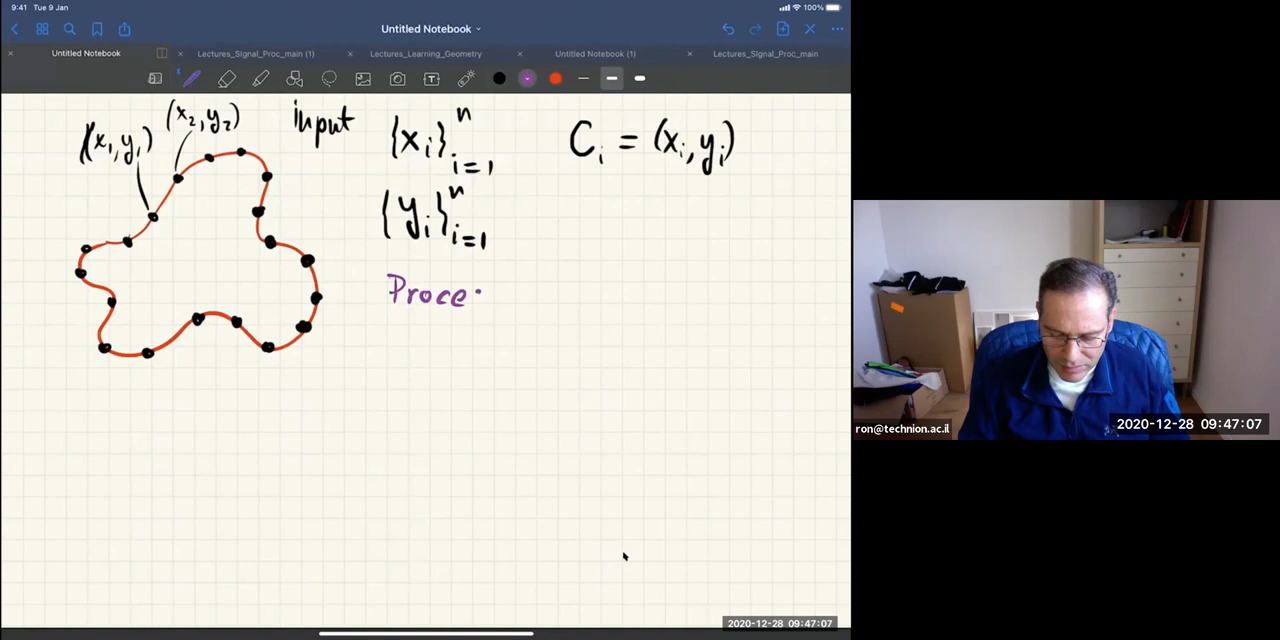 9:41 Tue 9 Jan
100%
Untitled Notebook
Untitled Notebook
Lectures_SIgnal_Proc_main (1)
Lectures_Learning_Geometry
Untitled Notebook (1)
Lectures_SIgnal_Proc_main
(x₁,y₁)
(x₂,y₂)
input
{xᵢ}ⁿᵢ₌₁
Cᵢ = (xᵢ,yᵢ)
{yᵢ}ⁿᵢ₌₁
Proce
ron@technion.ac.il
2020-12-28 09:47:07
2020-12-28 09:47:07